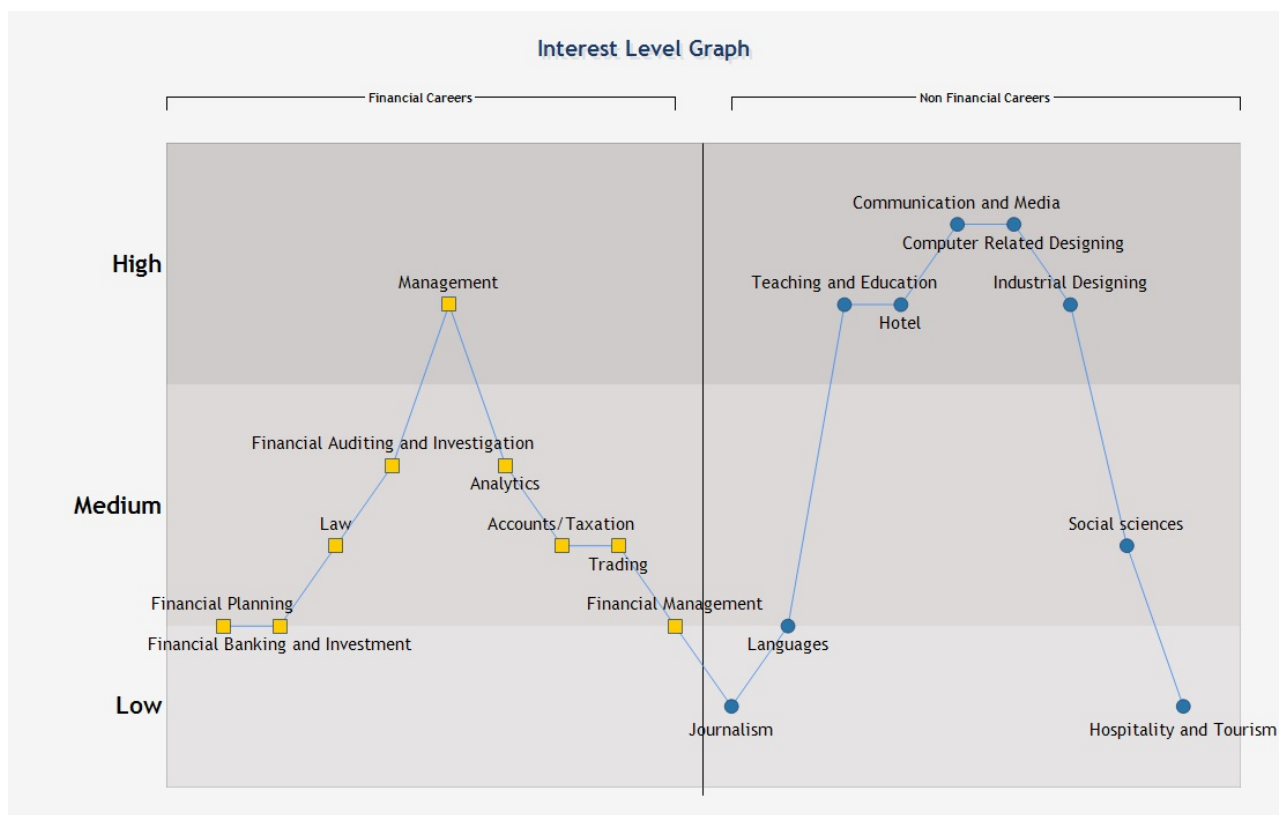 Interest Level Graph
Financial Careers
Non Financial Careers
Communication and Media
Computer Related Designing
High
Management
Teaching and Education
Industrial Designing
Hotel
Financial Auditing and Investigation
Analytics
Medium
Law
Accounts/Taxation
Social sciences
Trading
Financial Planning
Financial Management
Financial Banking and Investment
Languages
Low
Journalism
Hospitality and Tourism